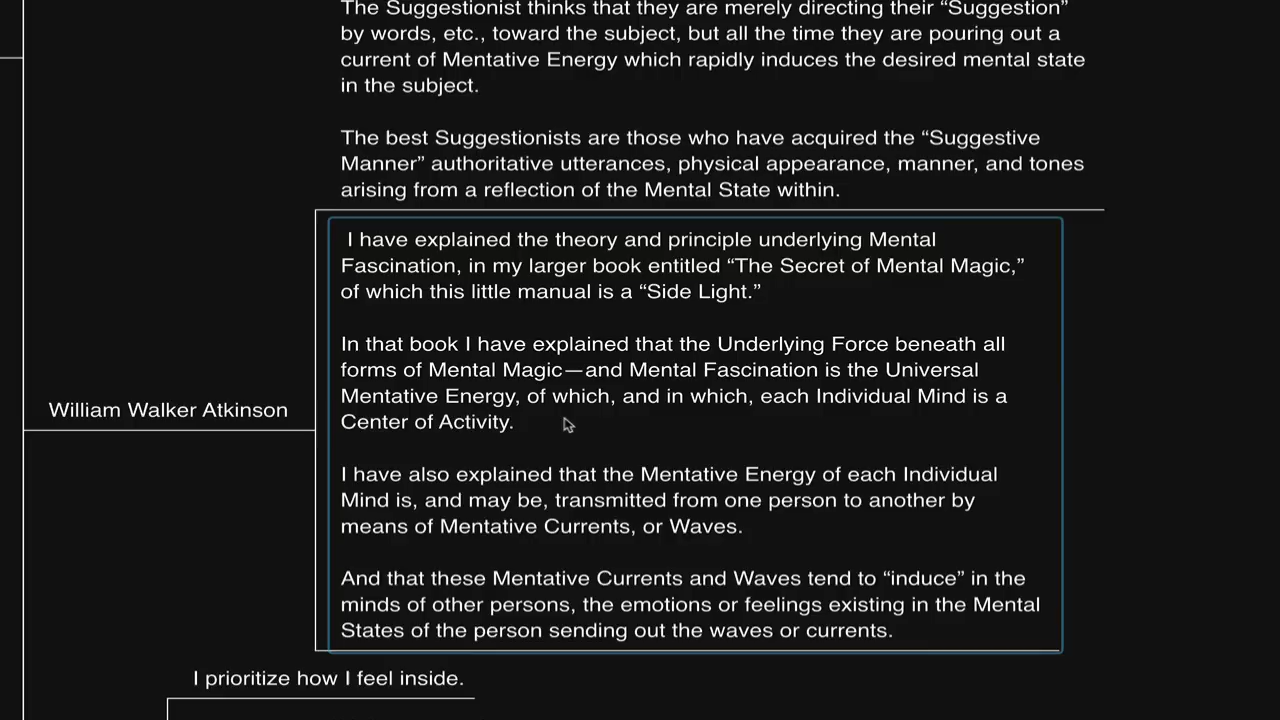 The Suggestionist thinks that they are merely directing their “Suggestion”
by words, etc., toward the subject, but all the time they are pouring out a
current of Mentative Energy which rapidly induces the desired mental state
in the subject.
The best Suggestionists are those who have acquired the “Suggestive
Manner” authoritative utterances, physical appearance, manner, and tones
arising from a reflection of the Mental State within.
I have explained the theory and principle underlying Mental
Fascination, in my larger book entitled “The Secret of Mental Magic,”
of which this little manual is a “Side Light.”
In that book I have explained that the Underlying Force beneath all
forms of Mental Magic—and Mental Fascination is the Universal
Mentative Energy, of which, and in which, each Individual Mind is a
Center of Activity.
William Walker Atkinson
I have also explained that the Mentative Energy of each Individual
Mind is, and may be, transmitted from one person to another by
means of Mentative Currents, or Waves.
And that these Mentative Currents and Waves tend to “induce” in the
minds of other persons, the emotions or feelings existing in the Mental
States of the person sending out the waves or currents.
I prioritize how I feel inside.